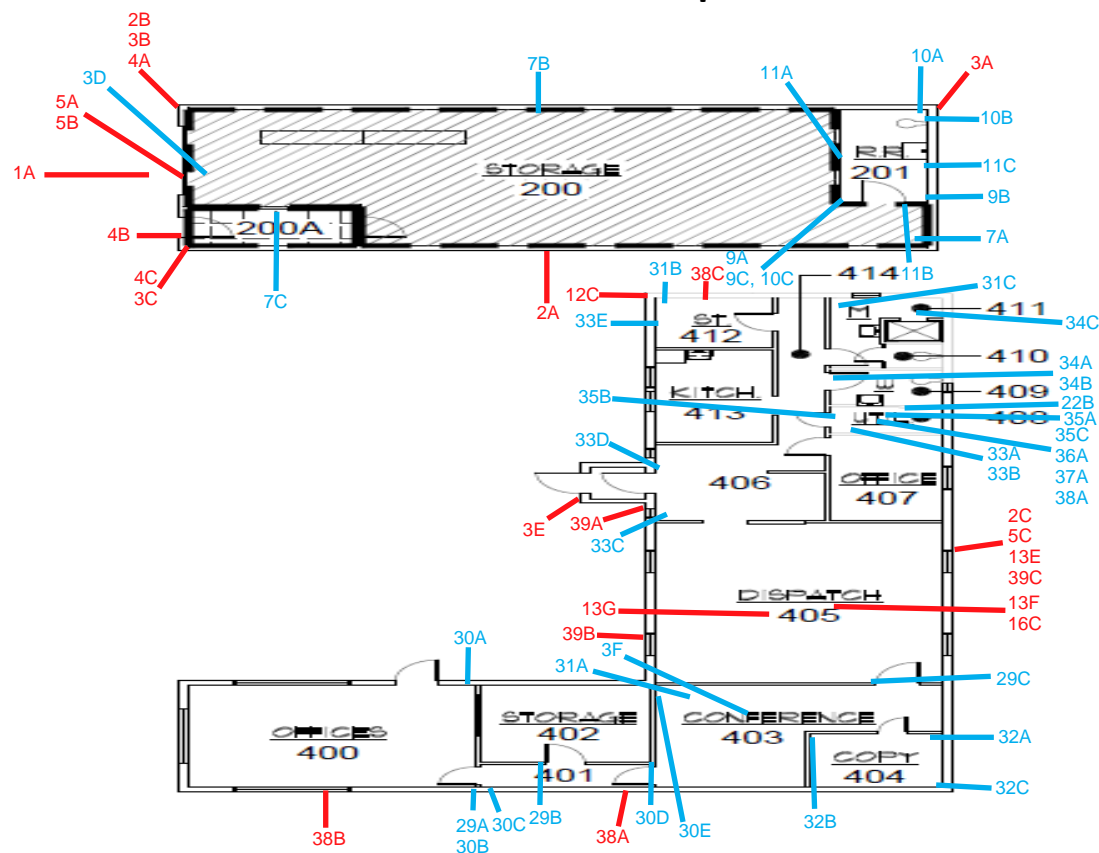 2B
3B
4A
3D
5A
5B
1A
4B
4C
3C
7B
11A
10A
3A
10B
11C
9B
7A
11B
STORAGE
200
R.R.
201
200A
7C
2A
9A
9C, 10C
12C
31B
38C
414
31C
411
34C
33E
ST.
412
M
410
34A
34B
409
W
KITCH.
413
35B
22B
35A
408
UTIL
35C
36A
37A
38A
33A
33B
33D
406
OFFICE
407
3E
39A
33C
2C
5C
13E
39C
13F
16C
DISPATCH
405
13G
39B
3F
31A
30A
29C
OFFICES
400
STORAGE
402
CONFERENCE
403
COPY
404
401
32A
32C
38B
29A
30B
30C
29B
38A
30D
30E
32B